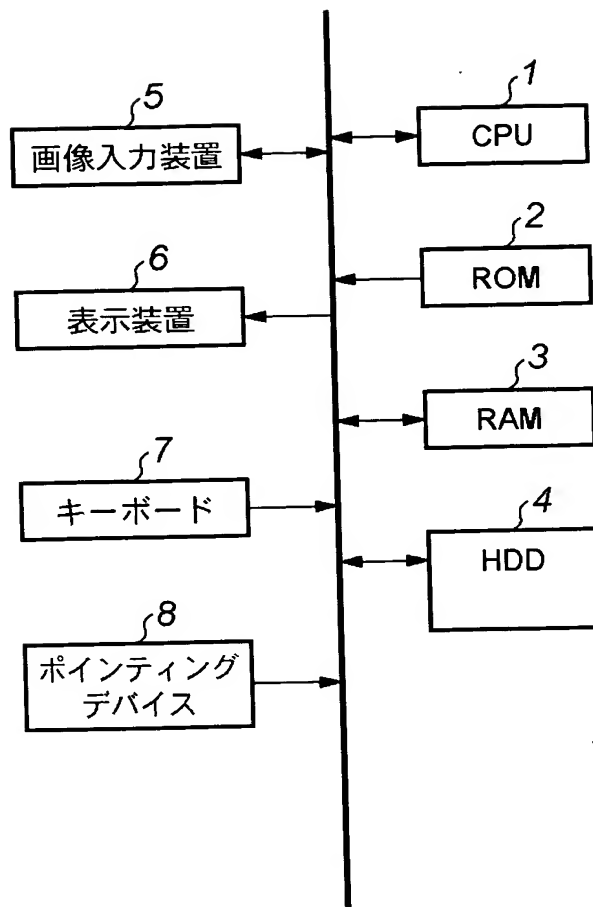 5
画像入力装置
6
表示装置
7
キーボード
8
ポインティング
デバイス
1
CPU
2
ROM
3
RAM
4
HDD